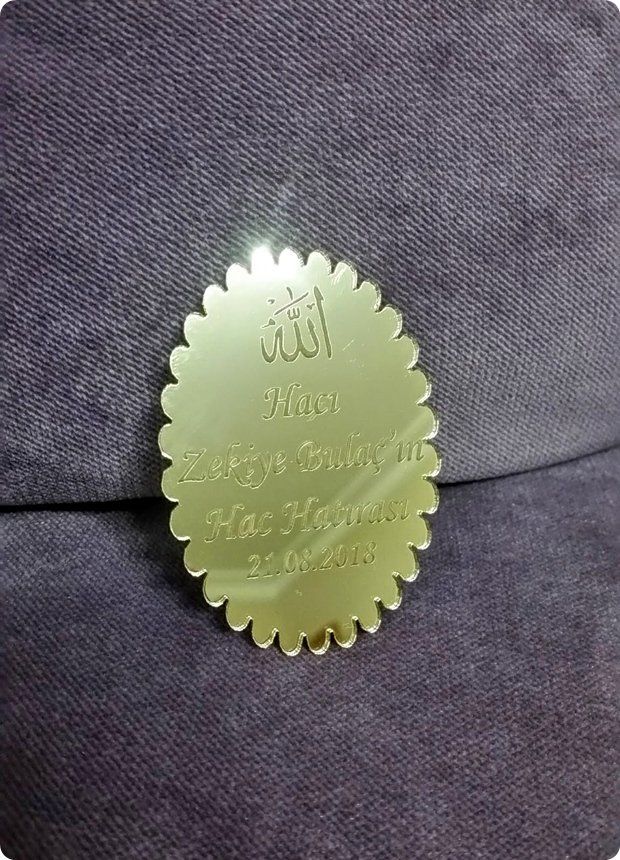 الله
Hacı
Zekiye Bulaç'ın
Hac Hatırası
21.08.2018